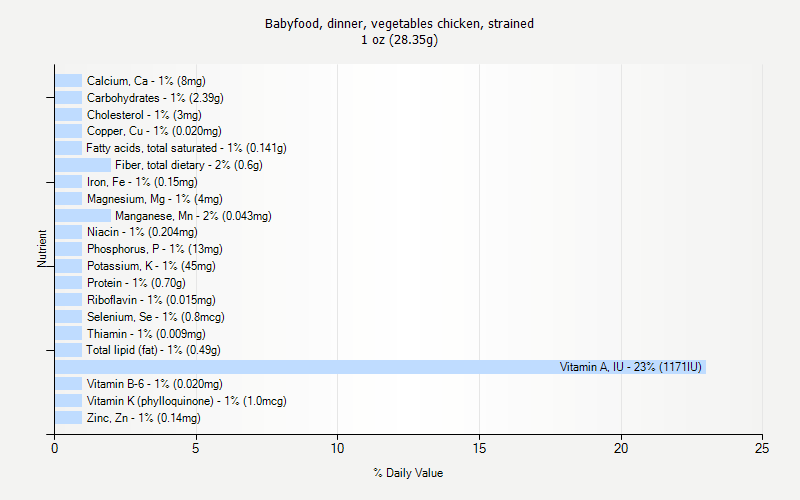 Babyfood, dinner, vegetables chicken, strained
1 oz (28.35g)
Nutrient
Calcium, Ca - 1% (8mg)
Carbohydrates - 1% (2.39g)
Cholesterol - 1% (3mg)
Copper, Cu - 1% (0.020mg)
Fatty acids, total saturated - 1% (0.141g)
Fiber, total dietary - 2% (0.6g)
Iron, Fe - 1% (0.15mg)
Magnesium, Mg - 1% (4mg)
Manganese, Mn - 2% (0.043mg)
Niacin - 1% (0.204mg)
Phosphorus, P - 1% (13mg)
Potassium, K - 1% (45mg)
Protein - 1% (0.70g)
Riboflavin - 1% (0.015mg)
Selenium, Se - 1% (0.8mcg)
Thiamin - 1% (0.009mg)
Total lipid (fat) - 1% (0.49g)
Vitamin A, IU - 23% (1171IU)
Vitamin B-6 - 1% (0.020mg)
Vitamin K (phylloquinone) - 1% (1.0mcg)
Zinc, Zn - 1% (0.14mg)
0 5 10 15 20 25
% Daily Value